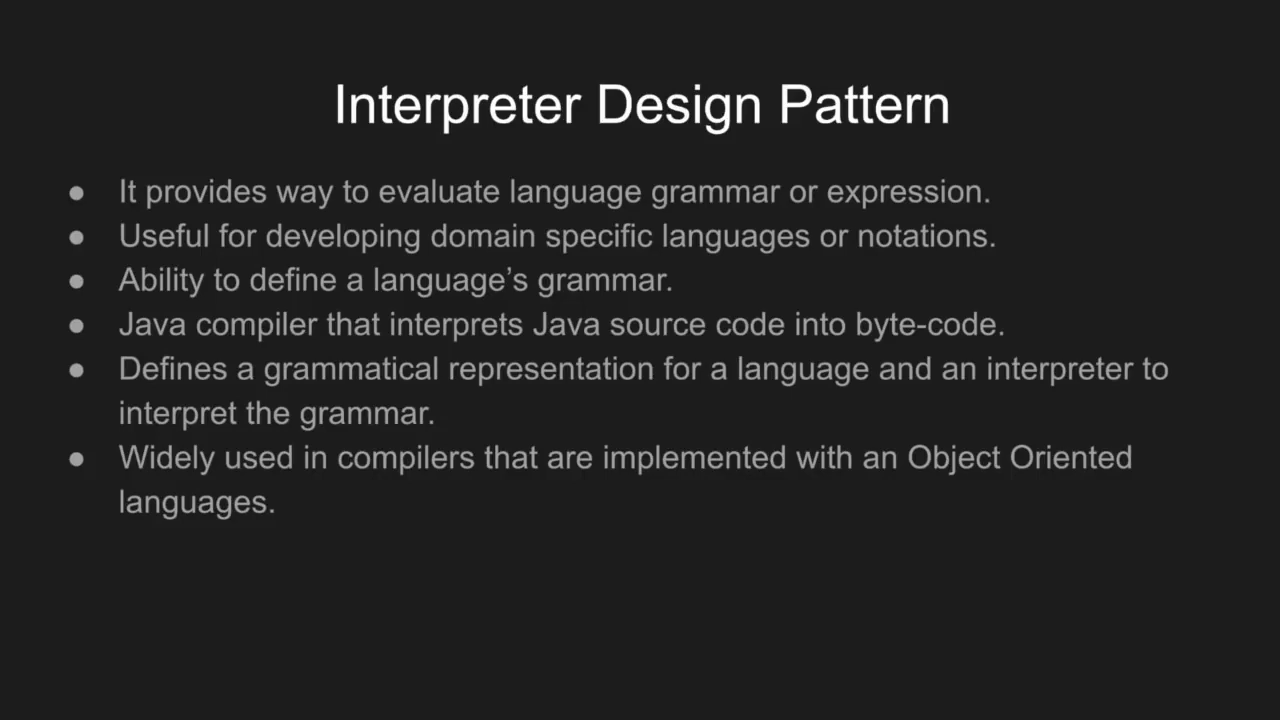 Interpreter Design Pattern
● It provides way to evaluate language grammar or expression.
● Useful for developing domain specific languages or notations.
● Ability to define a language’s grammar.
● Java compiler that interprets Java source code into byte-code.
● Defines a grammatical representation for a language and an interpreter to
interpret the grammar.
● Widely used in compilers that are implemented with an Object Oriented
languages.